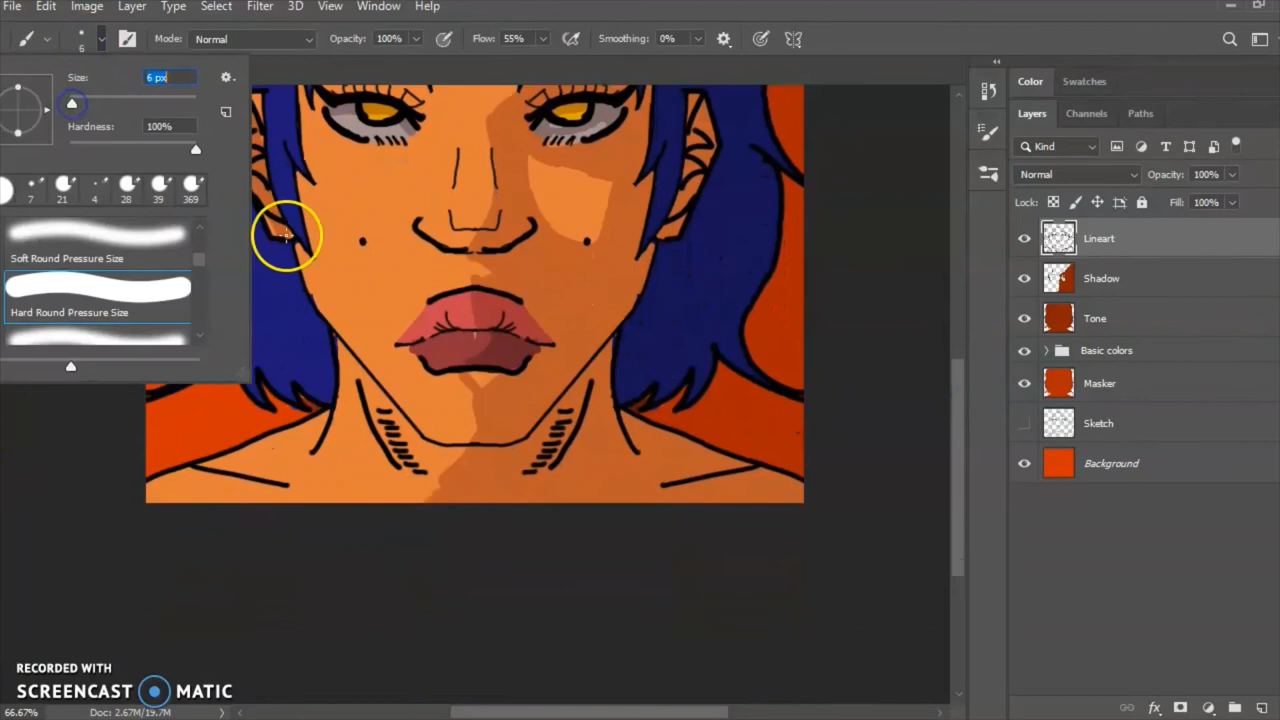 File Edit Image Layer Type Select Filter 3D View Window Help
6 Mode: Normal Opacity: 100% Flow: 55% Smoothing: 0%
Size: 6 px
Hardness: 100%
7 21 4 28 39 369
Soft Round Pressure Size
Hard Round Pressure Size
Color Swatches
Layers Channels Paths
Kind
Normal Opacity: 100%
Lock: Fill: 100%
Lineart
Shadow
Tone
Basic colors
Masker
Sketch
Background
RECORDED WITH
SCREENCAST MATIC
66.67% Doc: 2.67M/19.7M